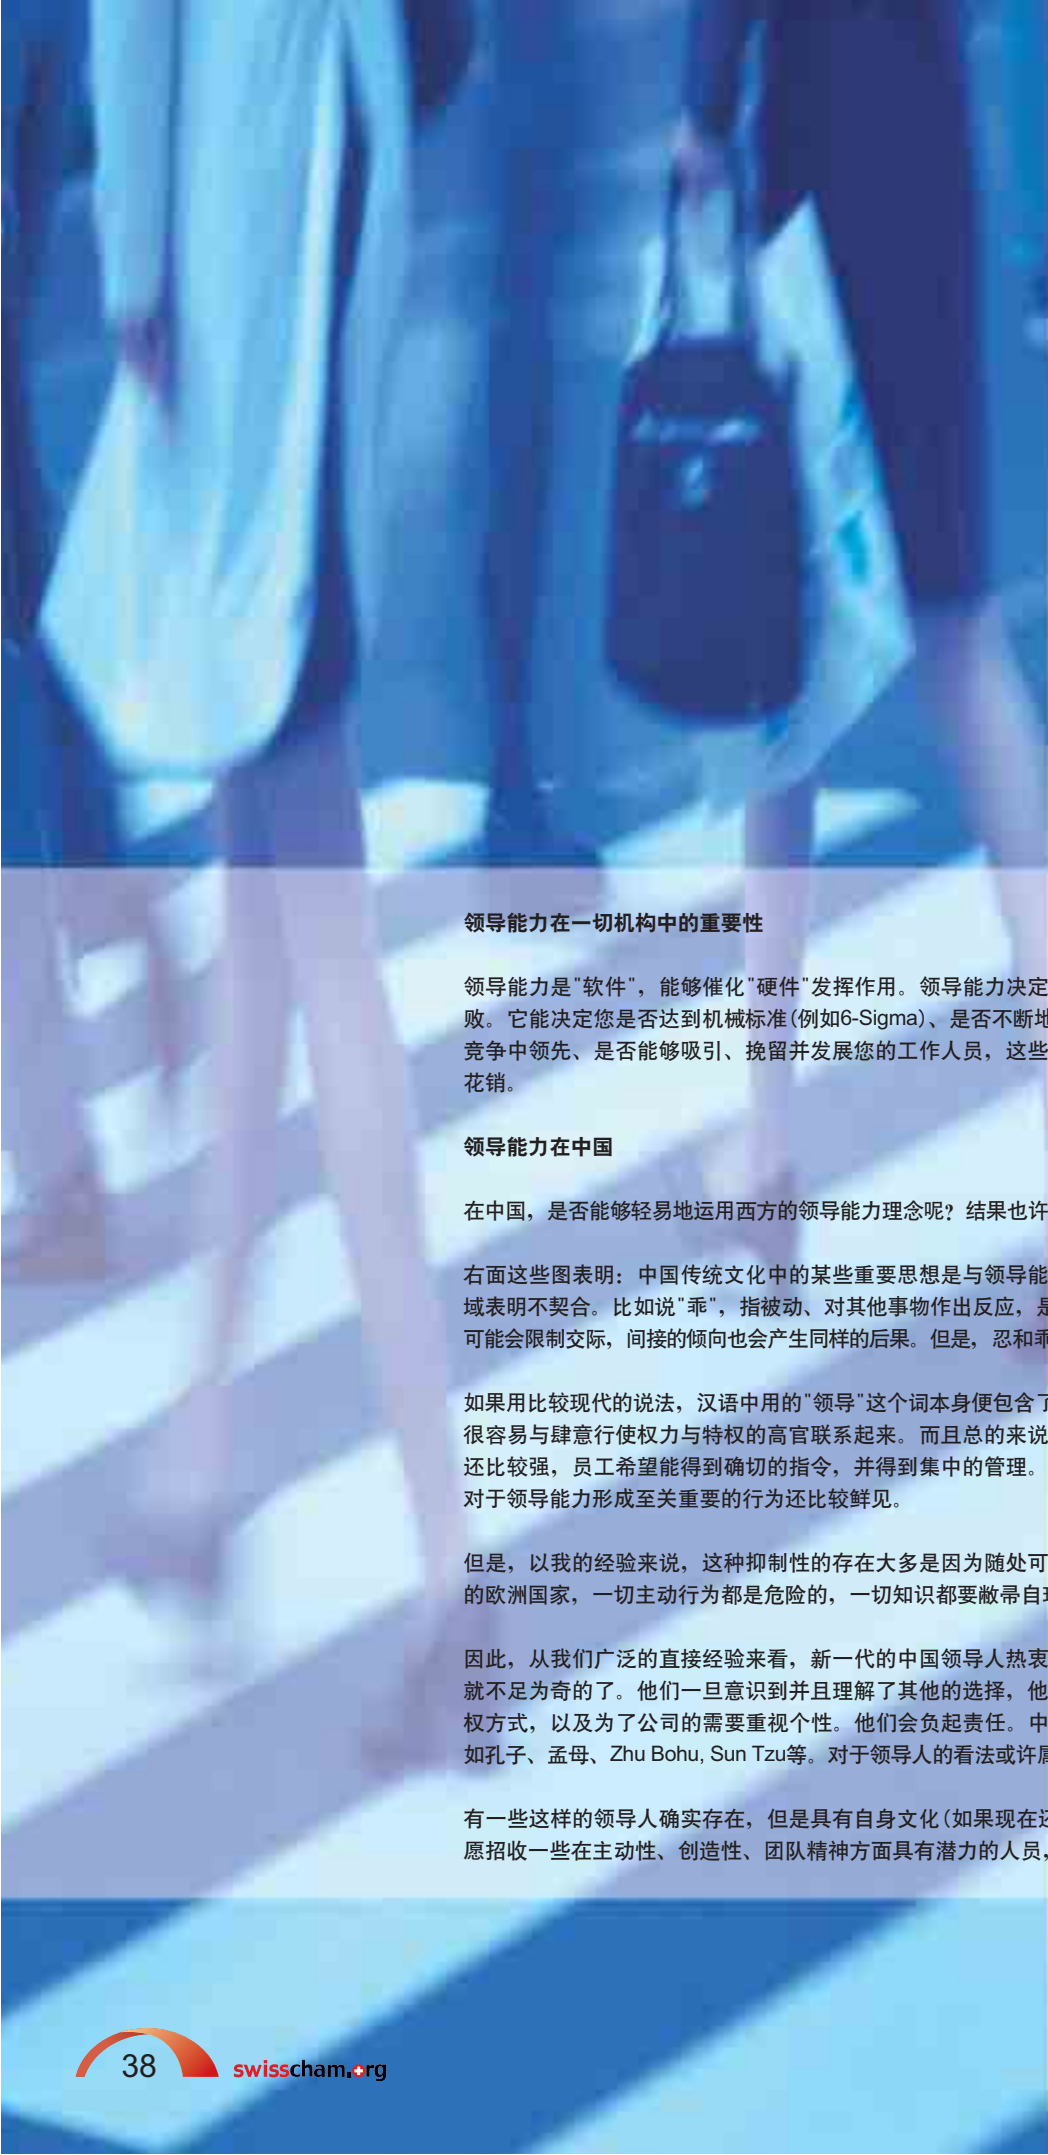 领导能力在一切机构中的重要性
领导能力是"软件"，能够催化"硬件"发挥作用。领导能力决定
败。它能决定您是否达到机械标准(例如6-Sigma)、是否不断地
竞争中领先、是否能够吸引、挽留并发展您的工作人员，这些
花销。
领导能力在中国
在中国，是否能够轻易地运用西方的领导能力理念呢？结果也许
右面这些图表明：中国传统文化中的某些重要思想是与领导能
域表明不契合。比如说"乖"，指被动、对其他事物作出反应，是
可能会限制交际，间接的倾向也会产生同样的后果。但是，忍和乖
如果用比较现代的说法，汉语中用的"领导"这个词本身便包含了
很容易与肆意行使权力与特权的高官联系起来。而且总的来说
还比较强，员工希望能得到确切的指令，并得到集中的管理。
对于领导能力形成至关重要的行为还比较鲜见。
但是，以我的经验来说，这种抑制性的存在大多是因为随处可
的欧洲国家，一切主动行为都是危险的，一切知识都要敝帚自珍
因此，从我们广泛的直接经验来看，新一代的中国领导人热衷
就不足为奇的了。他们一旦意识到并且理解了其他的选择，他
权方式，以及为了公司的需要重视个性。他们会负起责任。中
如孔子、孟母、Zhu Bohu, Sun Tzu等。对于领导人的看法或许属
有一些这样的领导人确实存在，但是具有自身文化(如果现在还
愿招收一些在主动性、创造性、团队精神方面具有潜力的人员，
38 swisscham.org